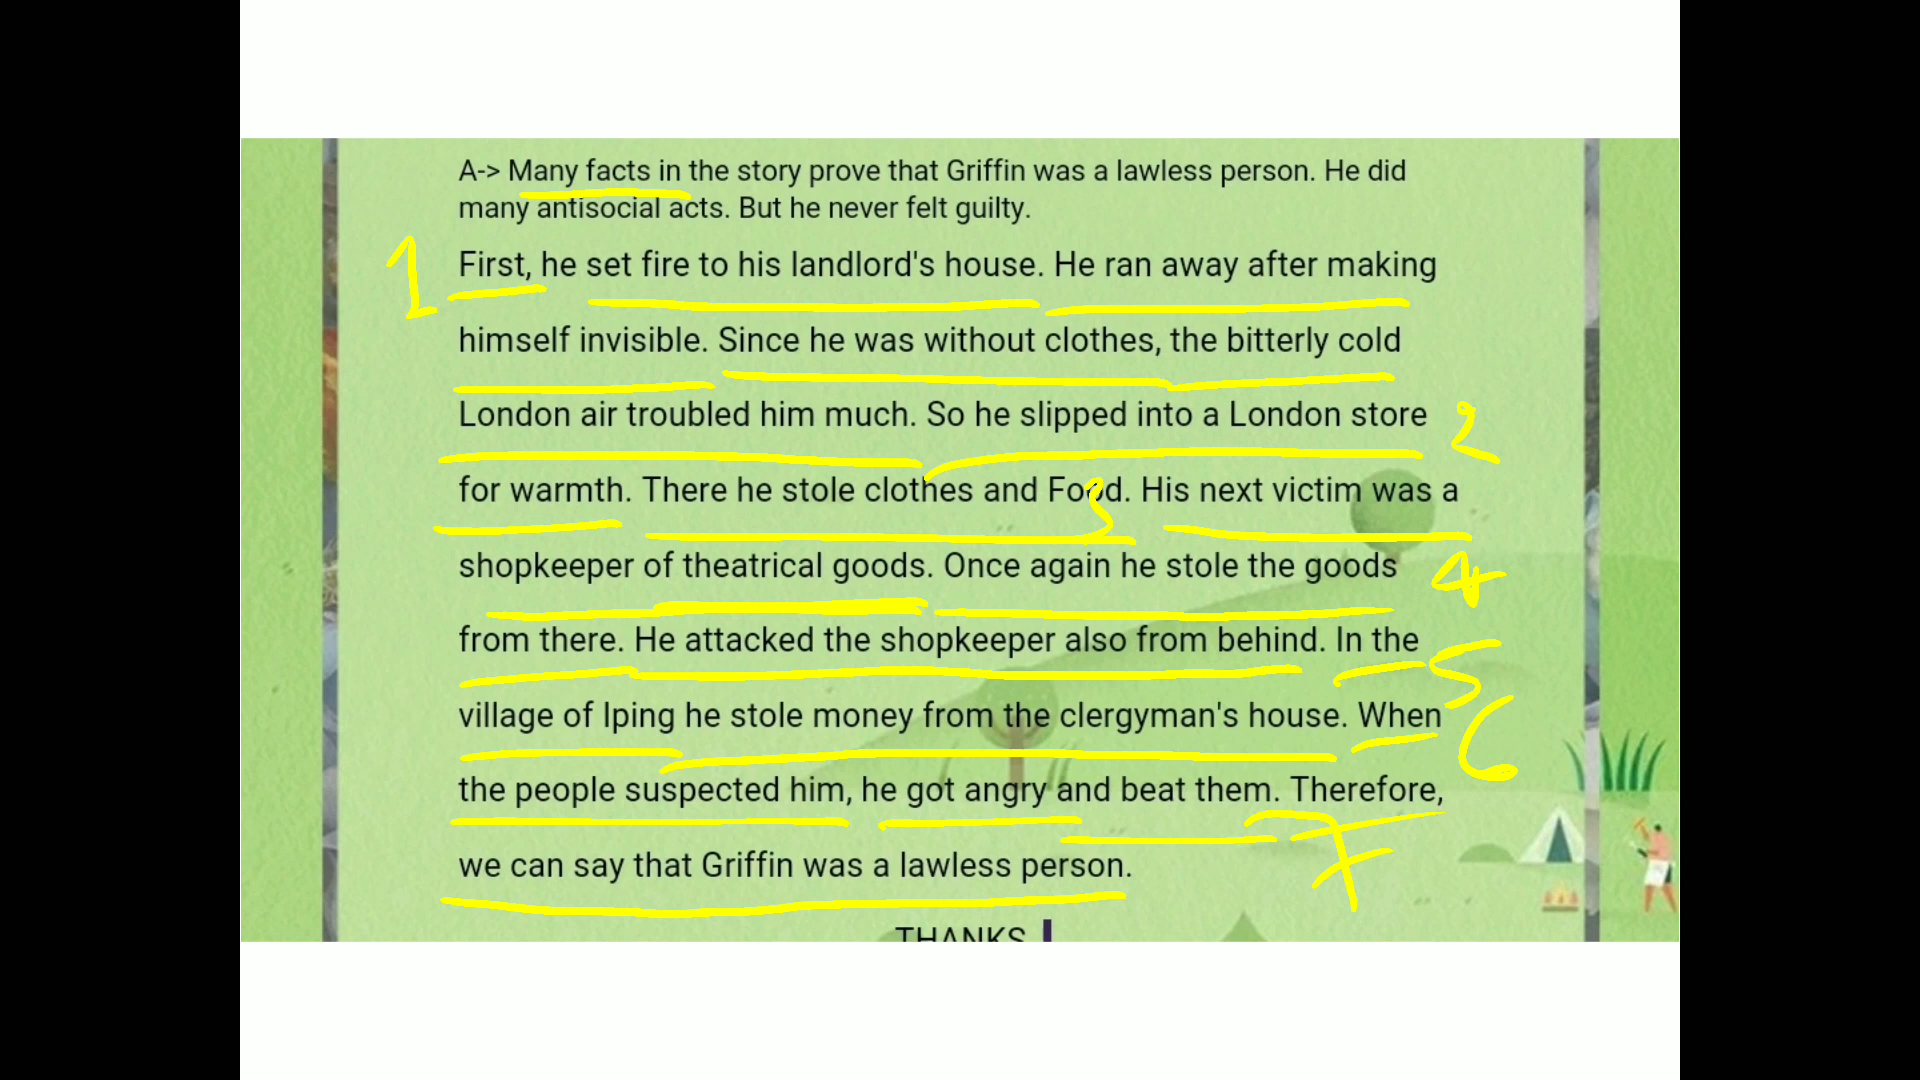 A-> Many facts in the story prove that Griffin was a lawless person. He did
many antisocial acts. But he never felt guilty.
1 First, he set fire to his landlord's house. He ran away after making
himself invisible. Since he was without clothes, the bitterly cold
London air troubled him much. So he slipped into a London store 2
for warmth. There he stole clothes and Food. 3 His next victim was a
shopkeeper of theatrical goods. Once again he stole the goods 4
from there. He attacked the shopkeeper also from behind. In the 5
village of Iping he stole money from the clergyman's house. When 6
the people suspected him, he got angry and beat them. Therefore, 7
we can say that Griffin was a lawless person.
THANKS